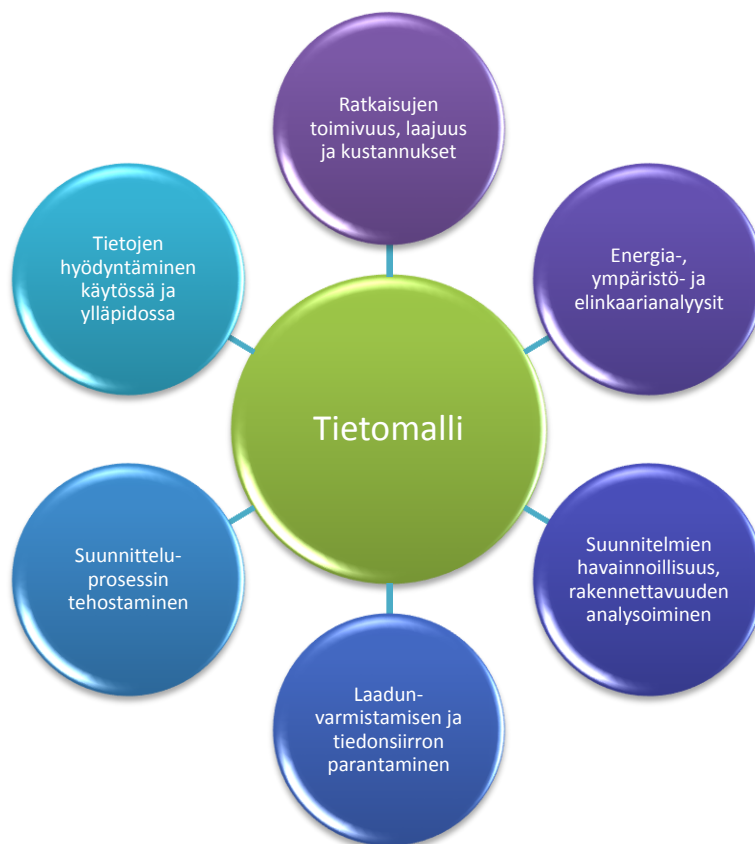 Ratkaisujen
toimivuus, laajuus
ja kustannukset
Energia-,
ympäristö- ja
elinkaarianalyysit
Suunnitelmien
havainnoillisuus,
rakennettavuuden
analysoiminen
Laadun-
varmistamisen ja
tiedonsiirron
parantaminen
Suunnittelu-
prosessin
tehostaminen
Tietojen
hyödyntäminen
käytössä ja
ylläpidossa
Tietomalli